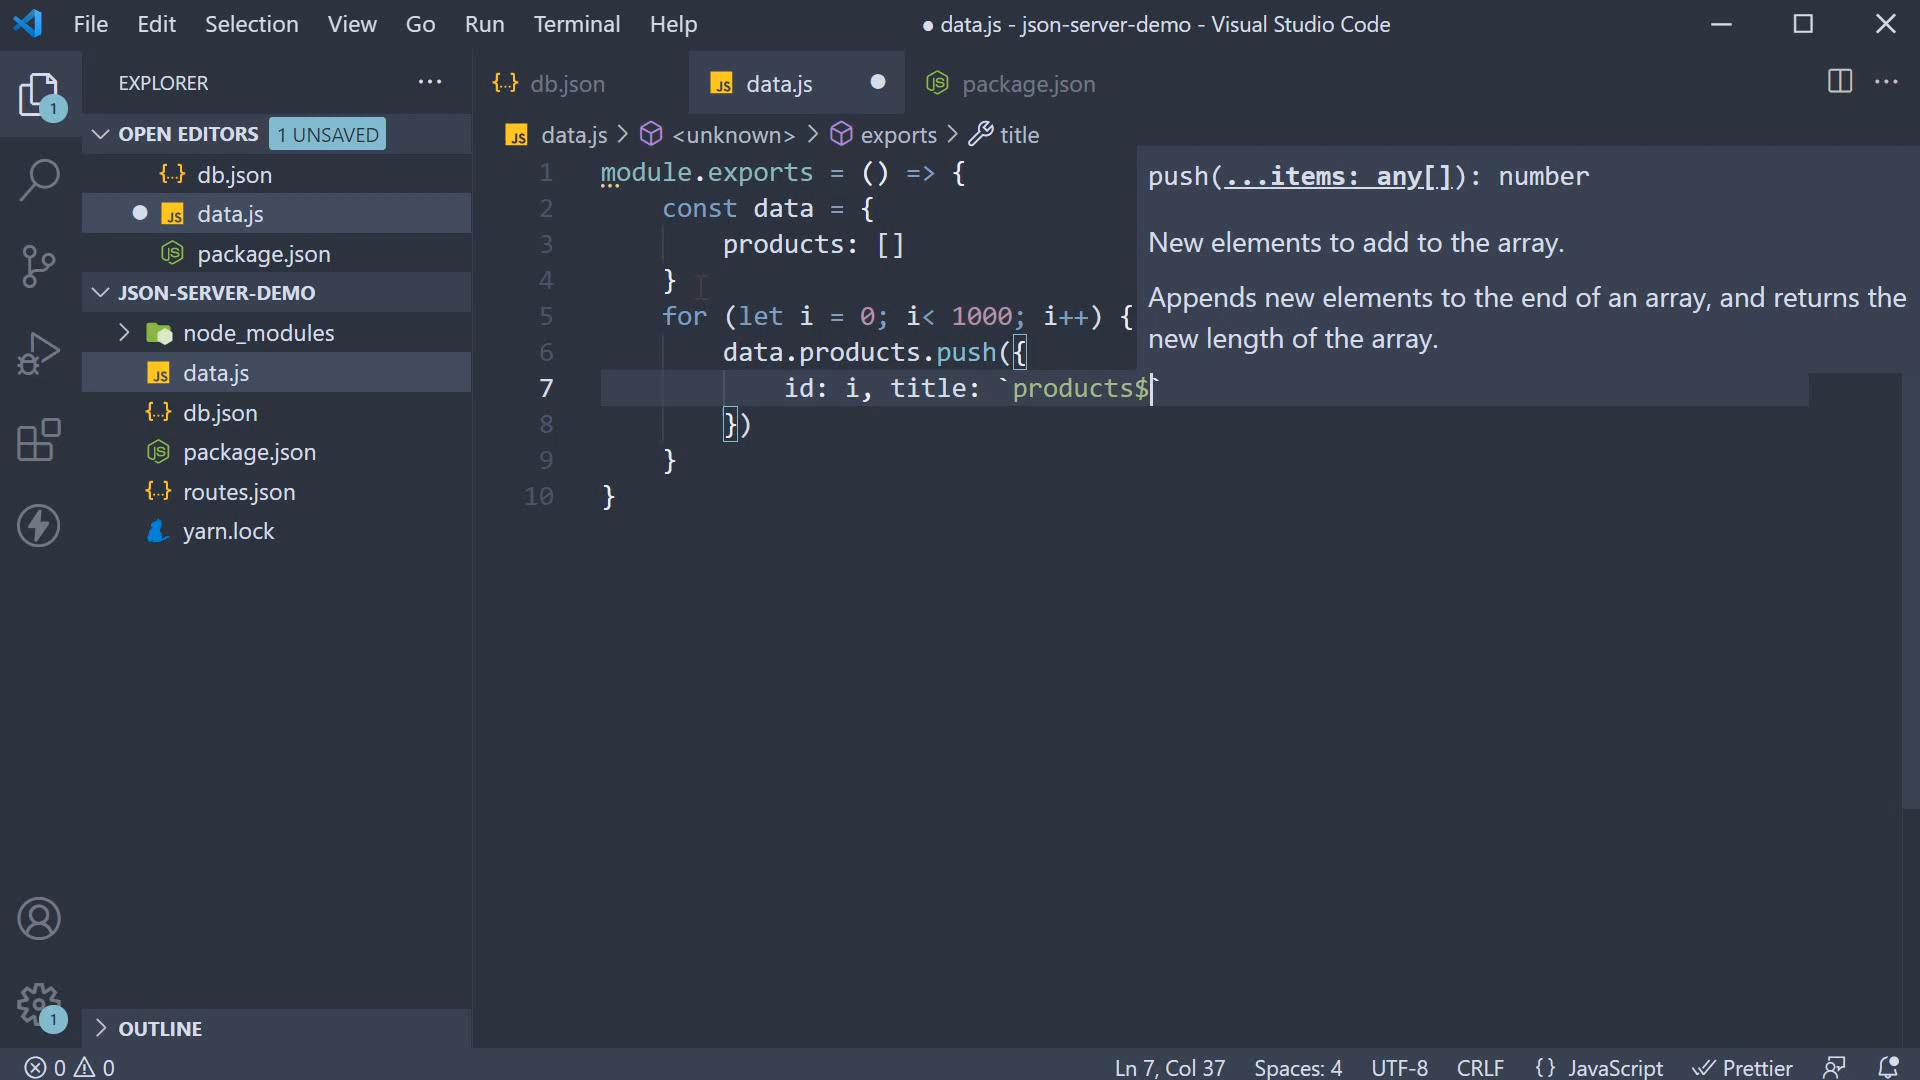 File Edit Selection View Go Run Terminal Help
● data.js - json-server-demo - Visual Studio Code
EXPLORER
1
OPEN EDITORS 1 UNSAVED
db.json
data.js
package.json
JSON-SERVER-DEMO
node_modules
data.js
db.json
package.json
routes.json
yarn.lock
OUTLINE
1
db.json
data.js
package.json
data.js > <unknown> > exports > title
1 module.exports = () => {
2 const data = {
3 products: []
4 }
5 for (let i = 0; i< 1000; i++) {
6 data.products.push({
7 id: i, title: `products$`
8 })
9 }
10 }
push(...items: any[]): number
New elements to add to the array.
Appends new elements to the end of an array, and returns the
new length of the array.
0 0
Ln 7, Col 37 Spaces: 4 UTF-8 CRLF {} JavaScript Prettier